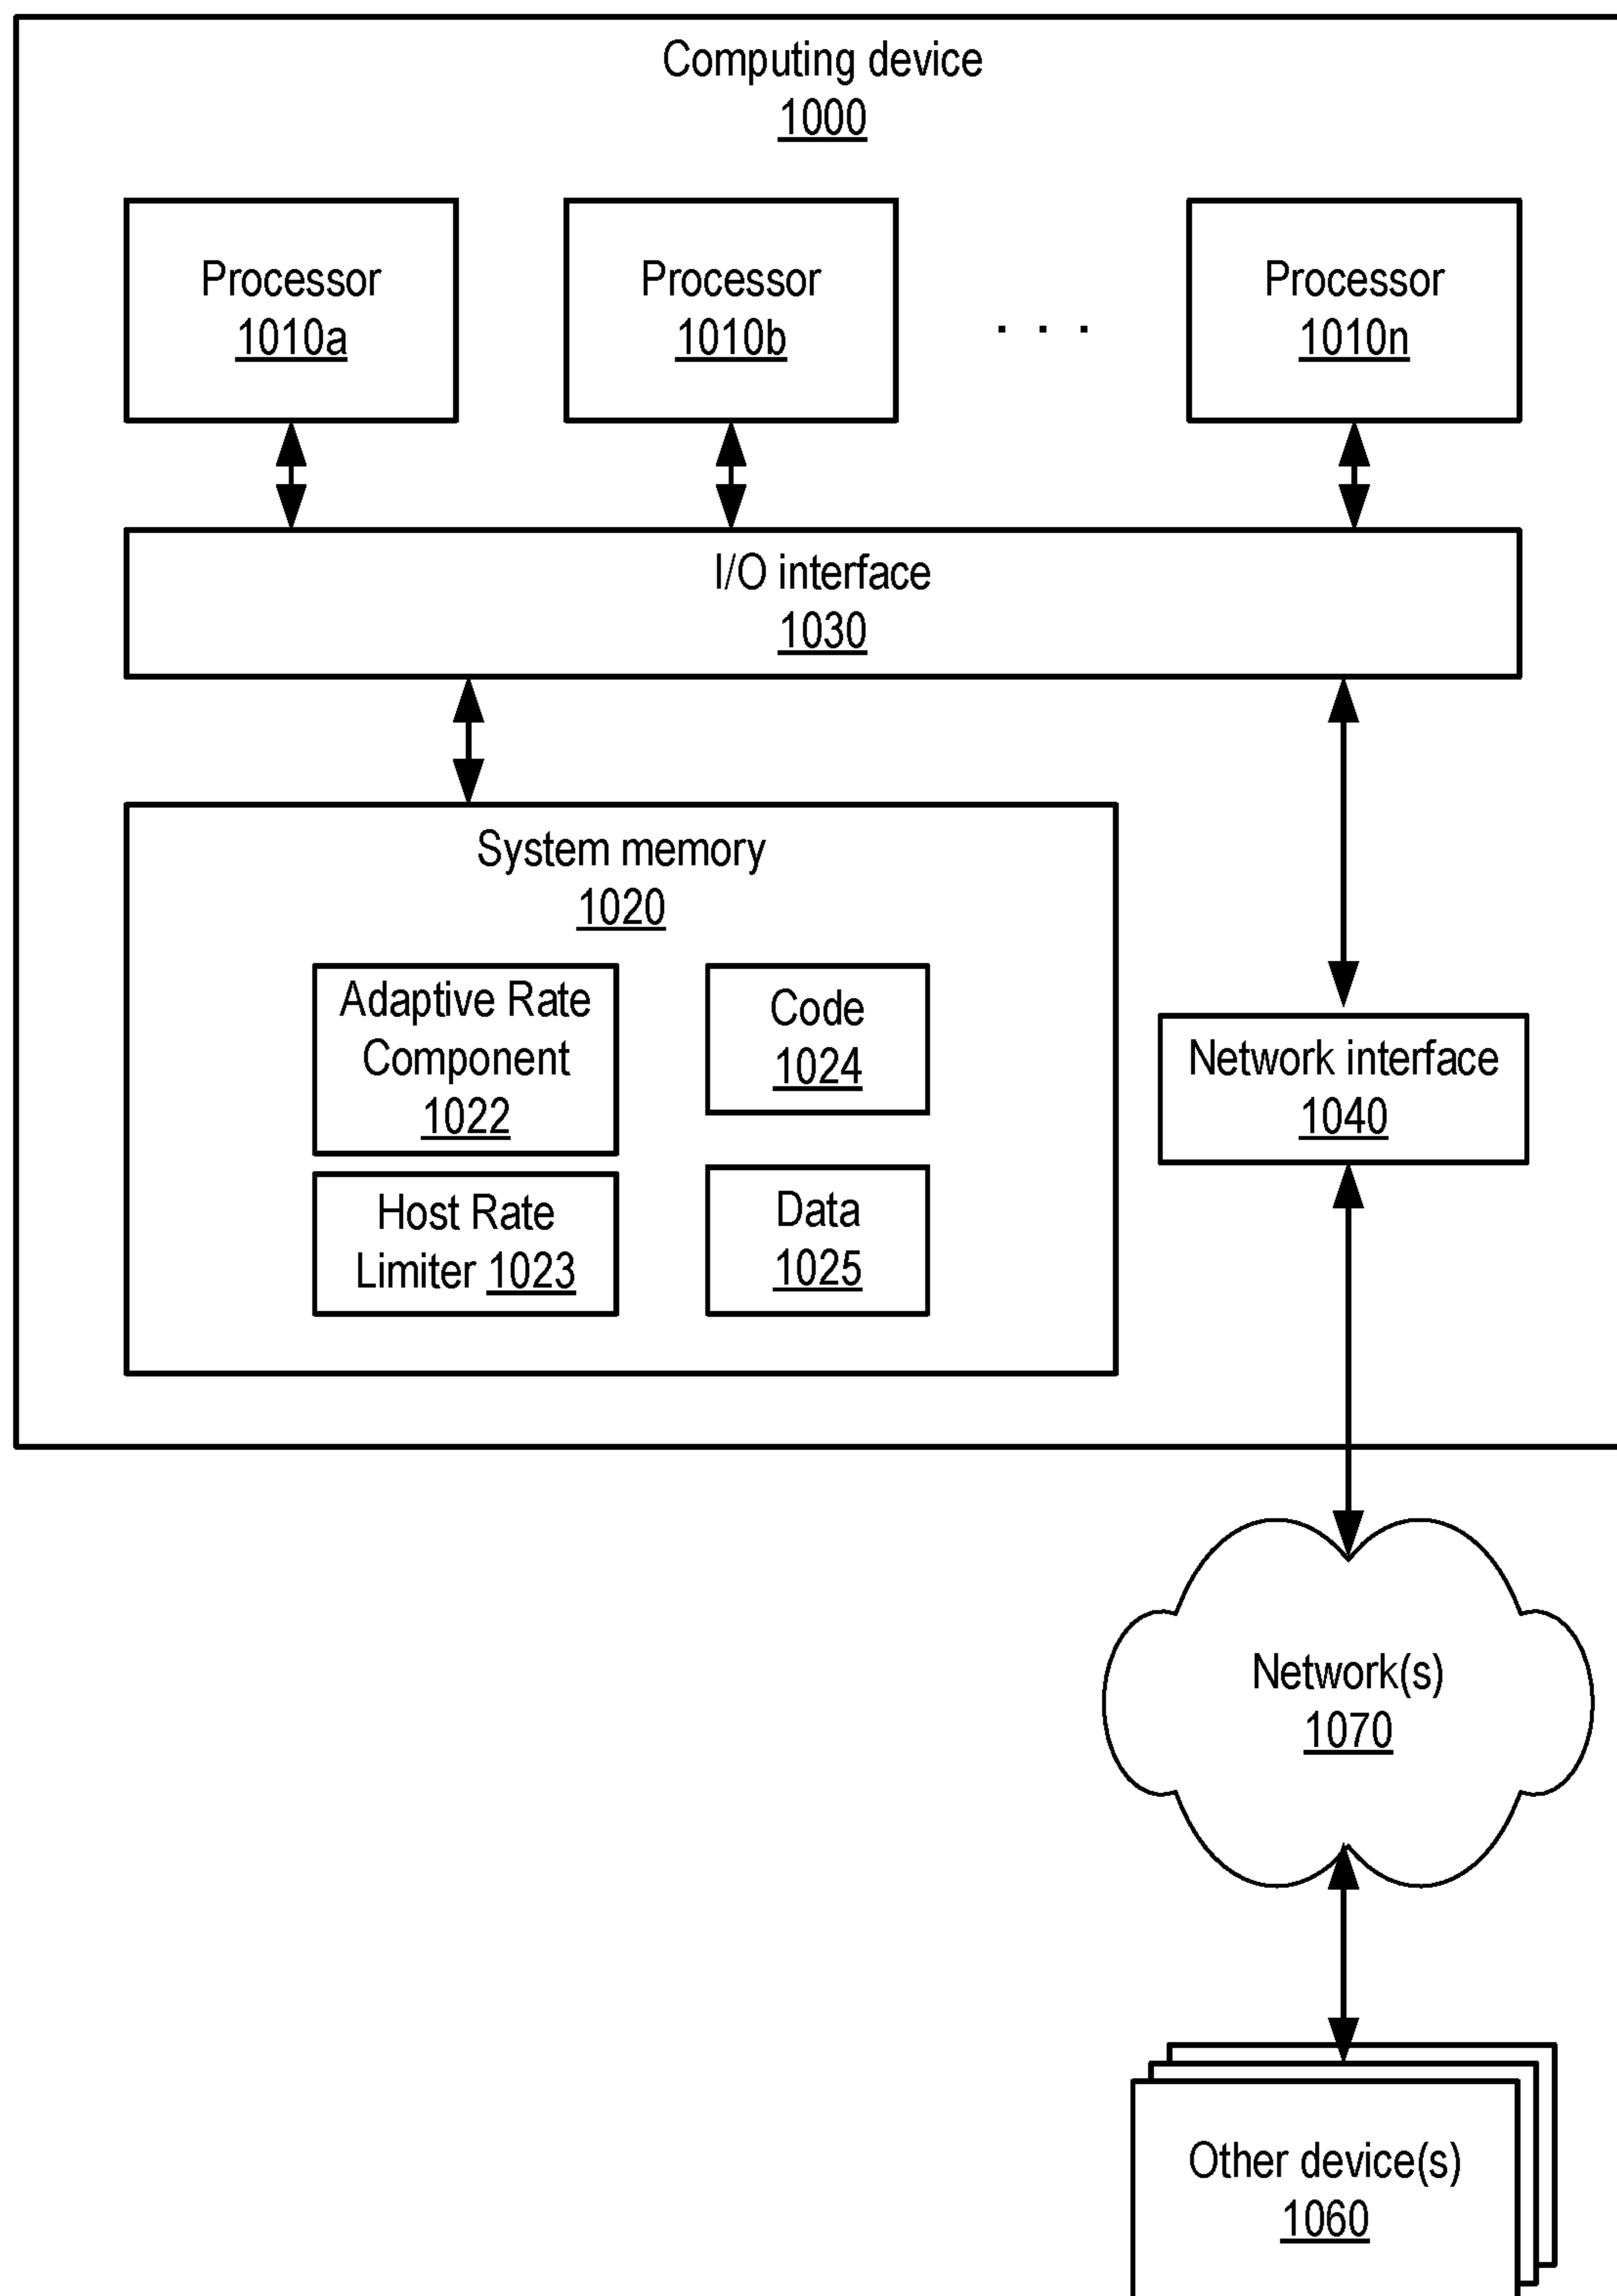 Computing device
1000
Processor
1010a
Processor
1010b
. . .
Processor
1010n
I/O interface
1030
System memory
1020
Adaptive Rate
Component
1022
Host Rate
Limiter 1023
Code
1024
Data
1025
Network interface
1040
Network(s)
1070
Other device(s)
1060